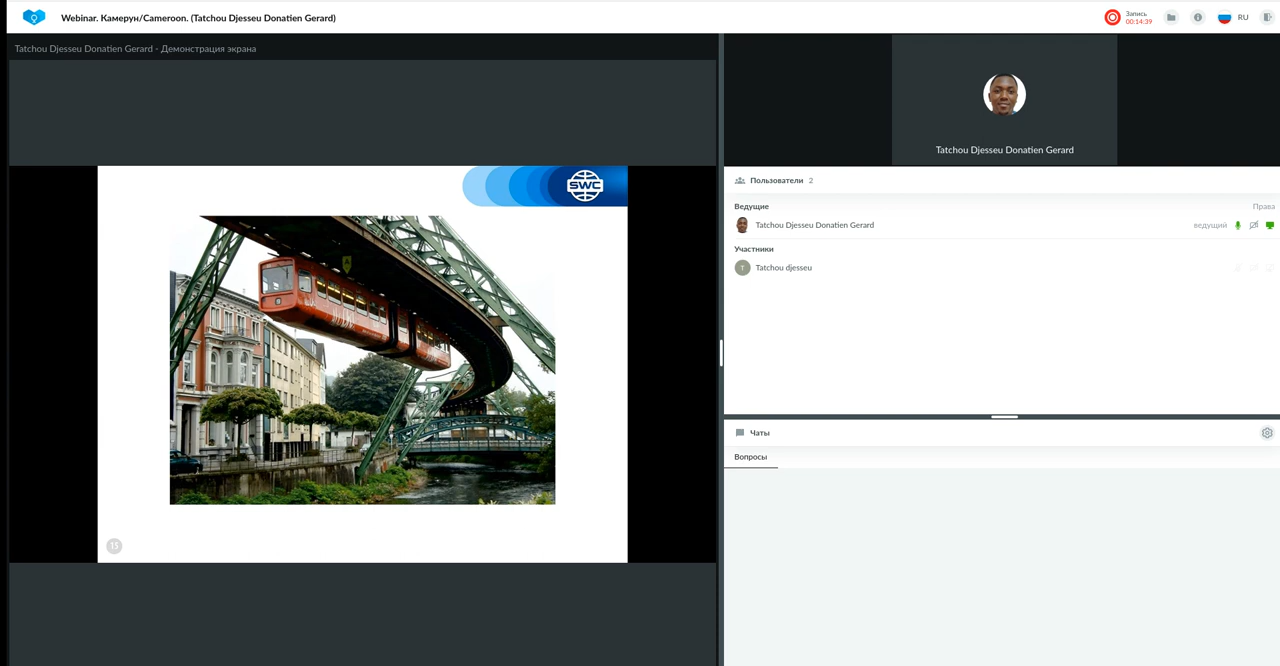 Webinar. Камерун/Cameroon. (Tatchou Djesseu Donatien Gerard)
Запись
00:14:39
RU
Tatchou Djesseu Donatien Gerard - Демонстрация экрана
SWC
15
Tatchou Djesseu Donatien Gerard
Пользователи 2
Ведущие
Права
Tatchou Djesseu Donatien Gerard
ведущий
Участники
T
Tatchou djesseu
Чаты
Вопросы